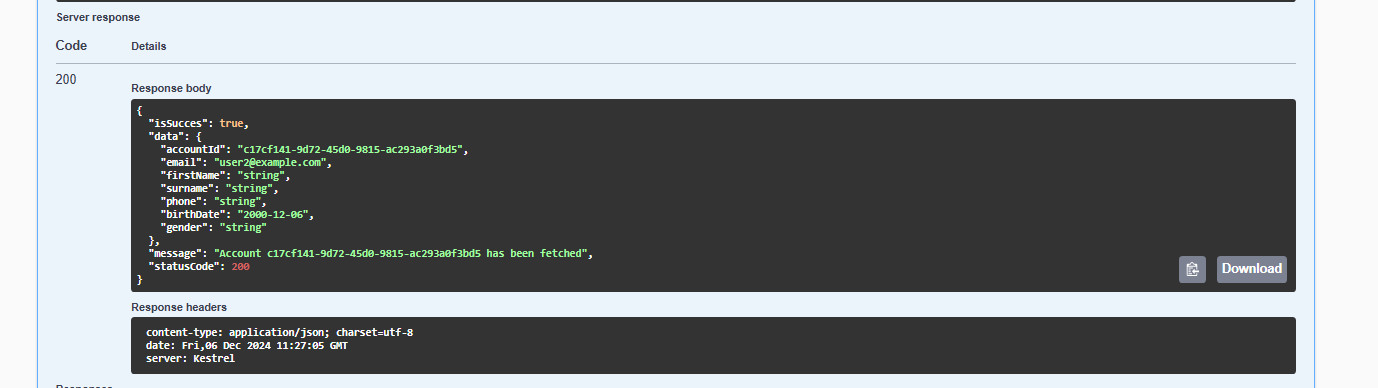 Server response
Code Details
200
Response body
{
"isSucces": true,
"data": {
"accountId": "c17cf141-9d72-45d0-9815-ac293a0f3bd5",
"email": "user2@example.com",
"firstName": "string",
"surname": "string",
"phone": "string",
"birthDate": "2000-12-06",
"gender": "string"
},
"message": "Account c17cf141-9d72-45d0-9815-ac293a0f3bd5 has been fetched",
"statusCode": 200
}
Download
Response headers
content-type: application/json; charset=utf-8
date: Fri,06 Dec 2024 11:27:05 GMT
server: Kestrel